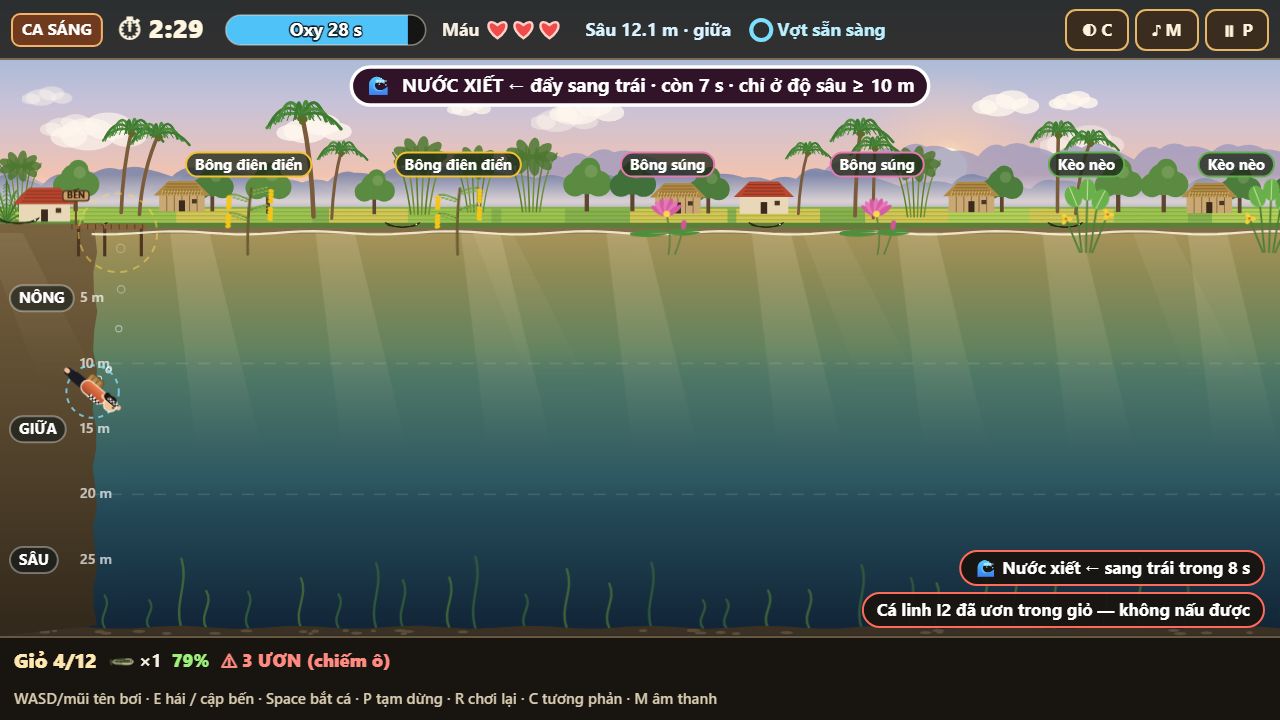 CA SÁNG
2:29
Oxy 28 s
Máu
Sâu 12.1 m · giữa
Vợt sẵn sàng
C
M
P
NƯỚC XIẾT ← đẩy sang trái · còn 7 s · chỉ ở độ sâu ≥ 10 m
Bông điên điển
Bông điên điển
Bông súng
Bông súng
Kèo nèo
Kèo nèo
BẾN
NÔNG
5 m
10 m
GIỮA
15 m
20 m
SÂU
25 m
Nước xiết ← sang trái trong 8 s
Cá linh I2 đã ươn trong giỏ — không nấu được
Giỏ 4/12 ×1 79% ⚠ 3 ƯƠN (chiếm ô)
WASD/mũi tên bơi · E hái / cập bến · Space bắt cá · P tạm dừng · R chơi lại · C tương phản · M âm thanh